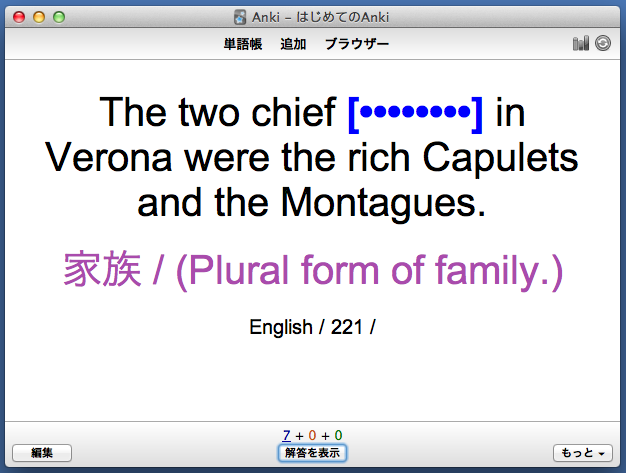 Anki – はじめてのAnki
単語帳 追加 ブラウザー
The two chief [••••••••] in
Verona were the rich Capulets
and the Montagues.
家族 / (Plural form of family.)
English / 221 /
7 + 0 + 0
編集 解答を表示 もっと